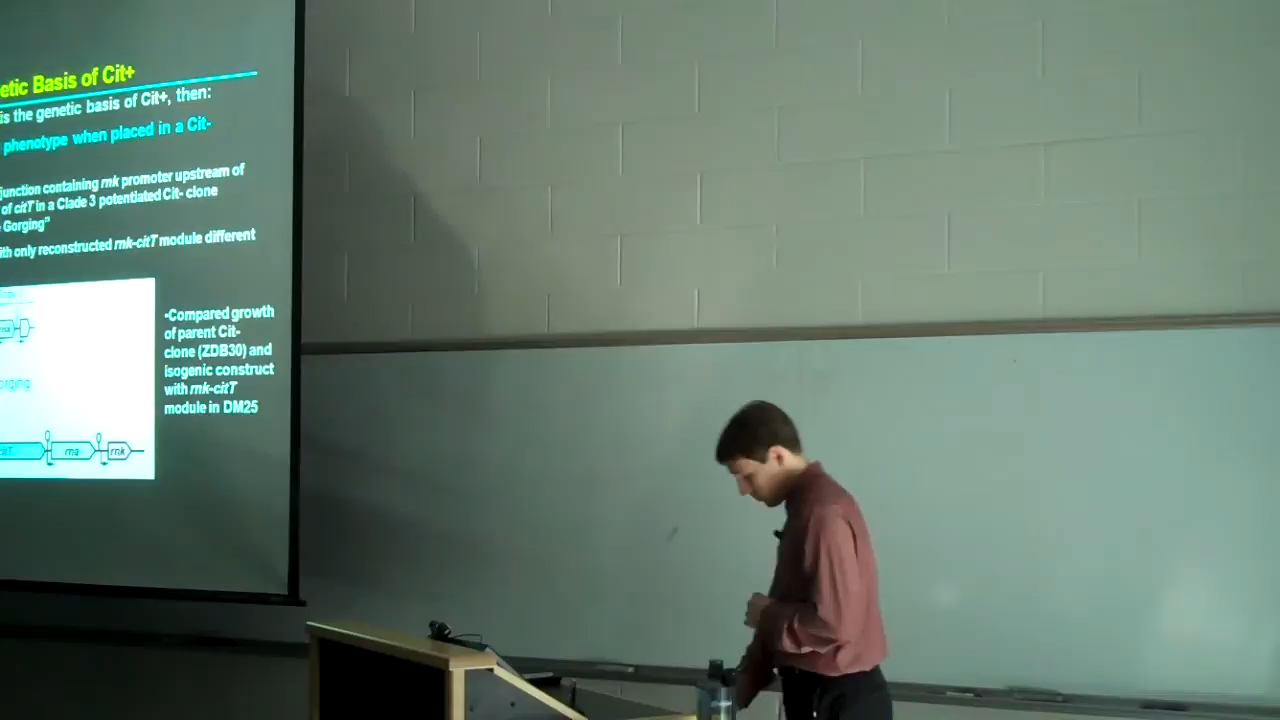 etic Basis of Cit+
is the genetic basis of Cit+, then:
phenotype when placed in a Cit-
junction containing rnk promoter upstream of
of citT in a Clade 3 potentiated Cit- clone
Gorging”
ith only reconstructed rnk-citT module different
-Compared growth
of parent Cit-
clone (ZDB30) and
isogenic construct
with rnk-citT
module in DM25
orging
citT rna rnk